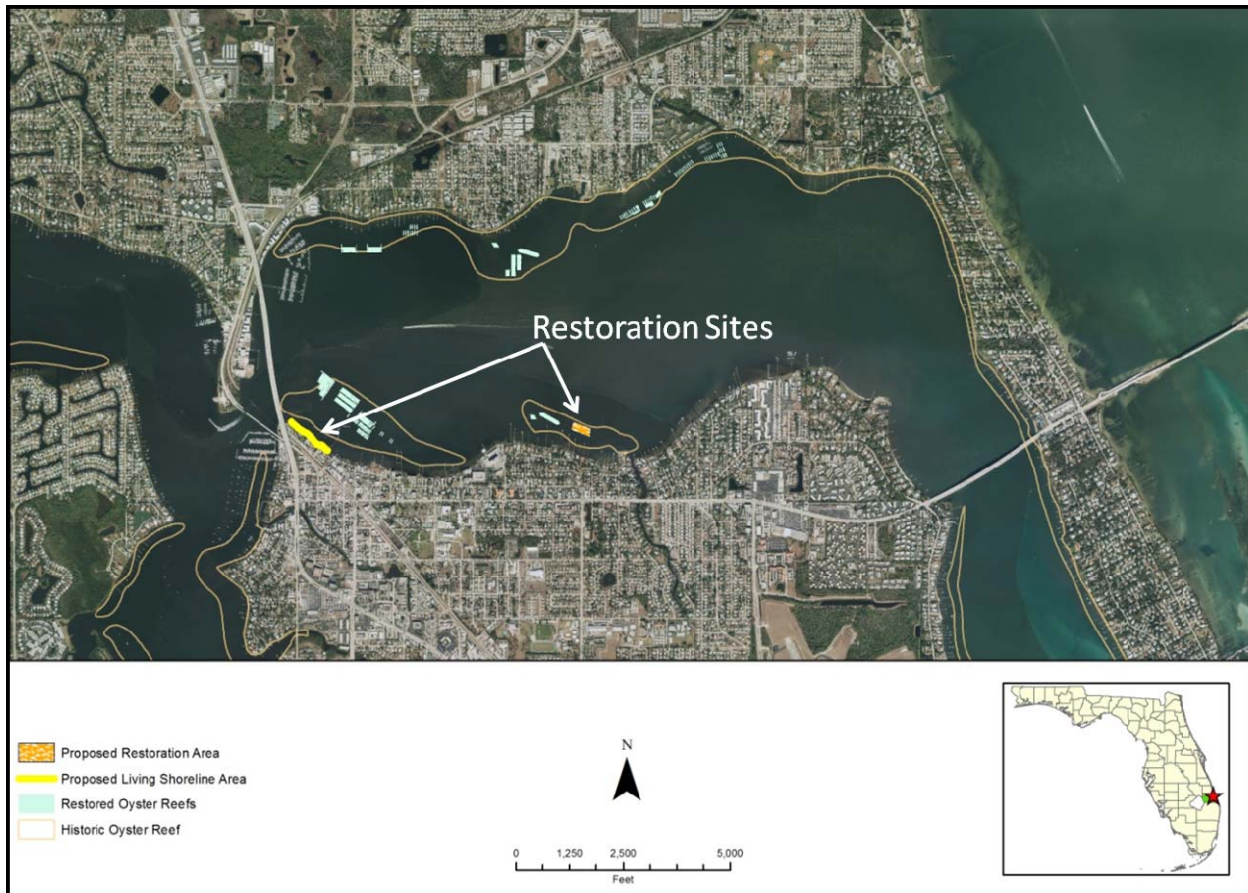 Restoration Sites
Proposed Restoration Area
Proposed Living Shoreline Area
Restored Oyster Reefs
Historic Oyster Reef
N
0 1,250 2,500 5,000
Feet